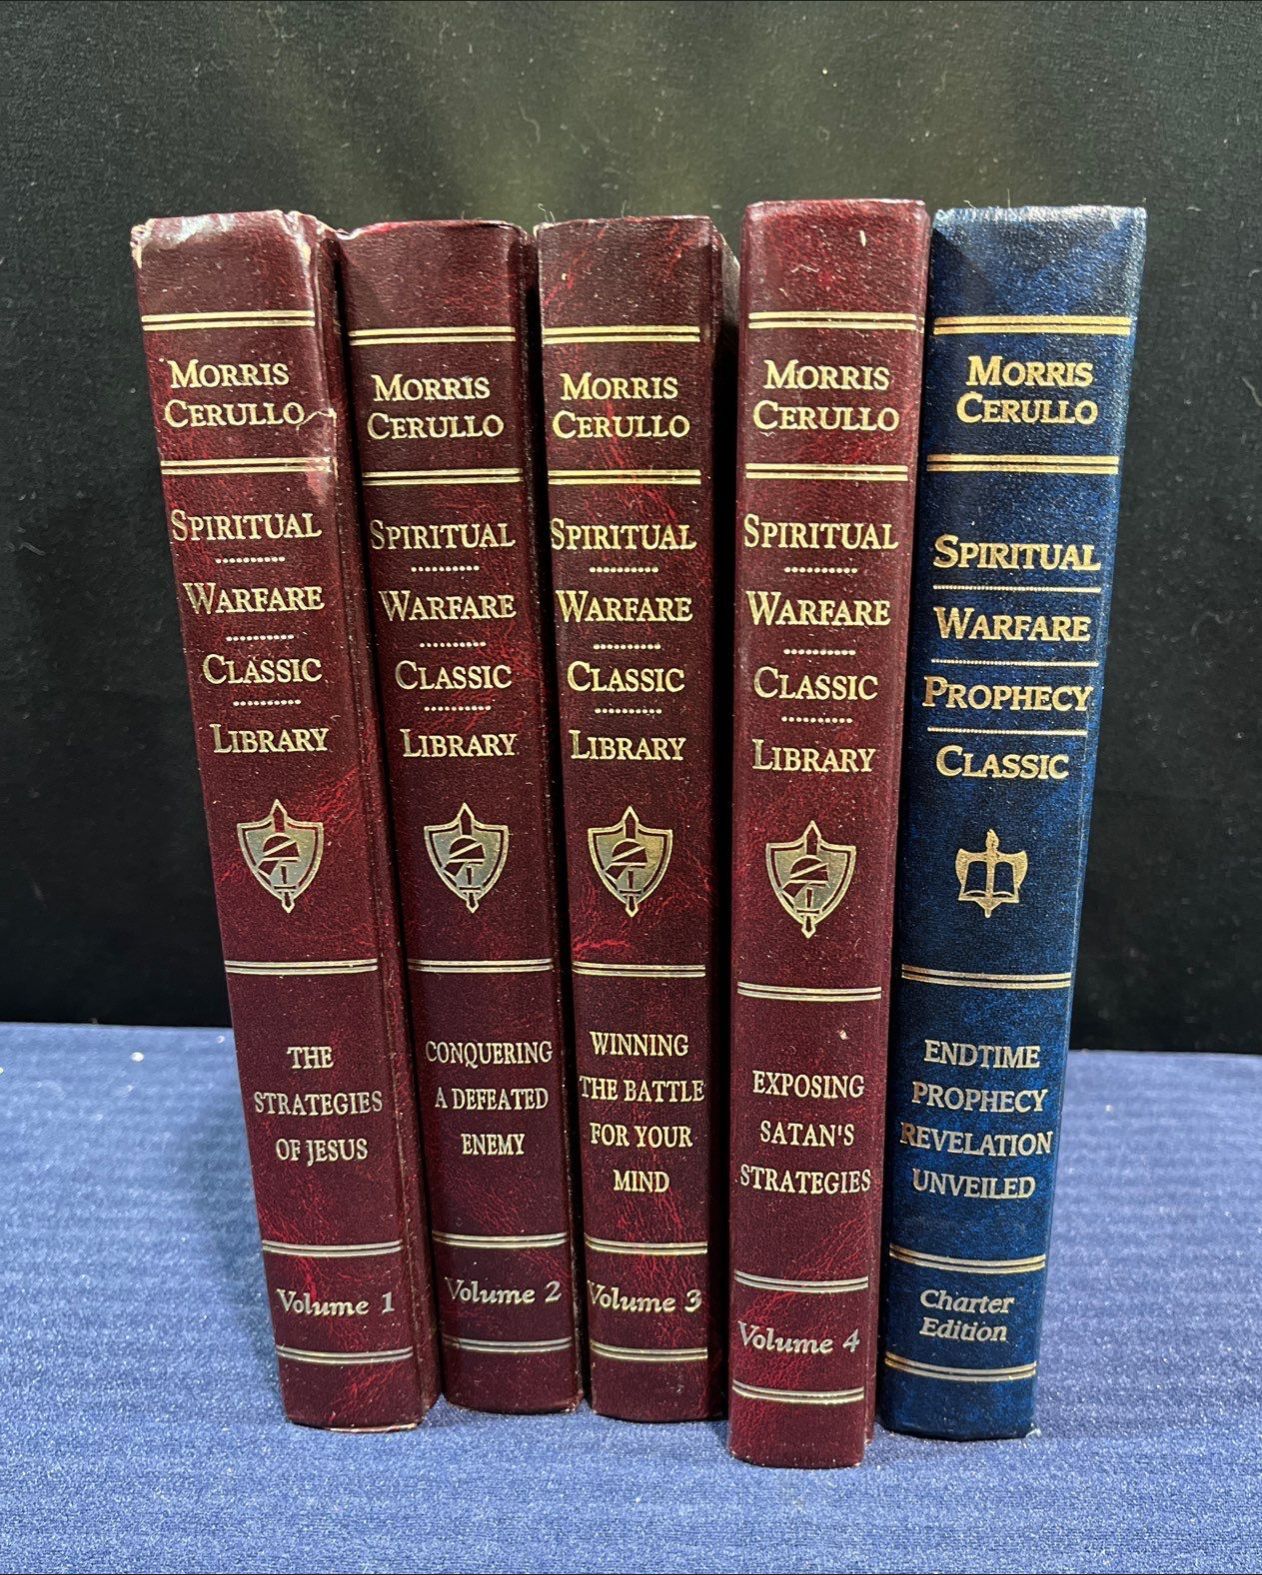 MORRIS
CERULLO
SPIRITUAL
WARFARE
CLASSIC
LIBRARY
THE
STRATEGIES
OF JESUS
Volume 1
MORRIS
CERULLO
SPIRITUAL
WARFARE
CLASSIC
LIBRARY
CONQUERING
A DEFEATED
ENEMY
Volume 2
MORRIS
CERULLO
SPIRITUAL
WARFARE
CLASSIC
LIBRARY
WINNING
THE BATTLE
FOR YOUR
MIND
Volume 3
MORRIS
CERULLO
SPIRITUAL
WARFARE
CLASSIC
LIBRARY
EXPOSING
SATAN'S
STRATEGIES
Volume 4
MORRIS
CERULLO
SPIRITUAL
WARFARE
PROPHECY
CLASSIC
ENDTIME
PROPHECY
REVELATION
UNVEILED
Charter
Edition